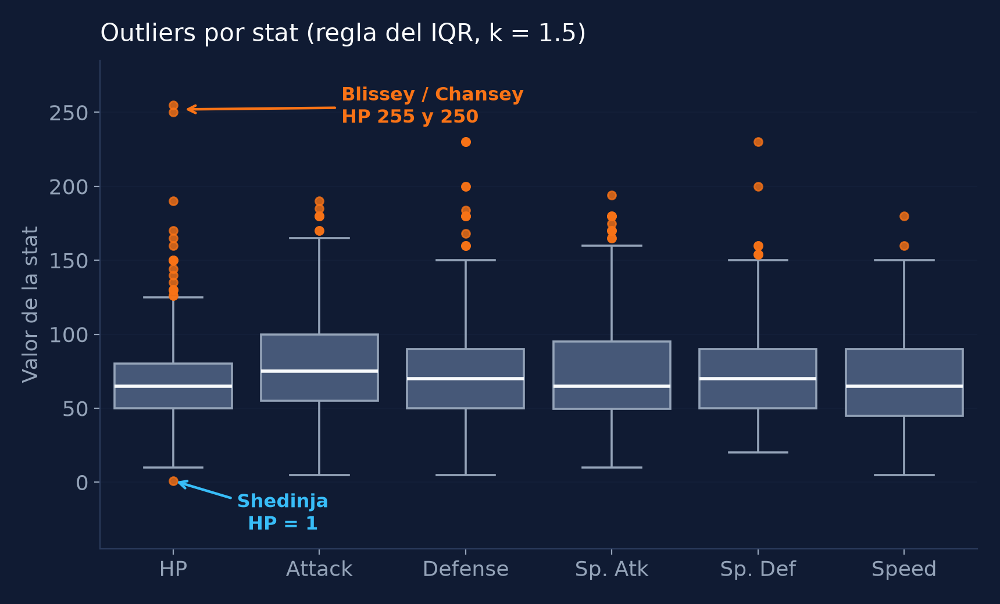 Outliers por stat (regla del IQR, k = 1.5)
Blissey / Chansey
HP 255 y 250
250
200
150
100
50
0
Valor de la stat
Shedinja
HP = 1
HP
Attack
Defense
Sp. Atk
Sp. Def
Speed